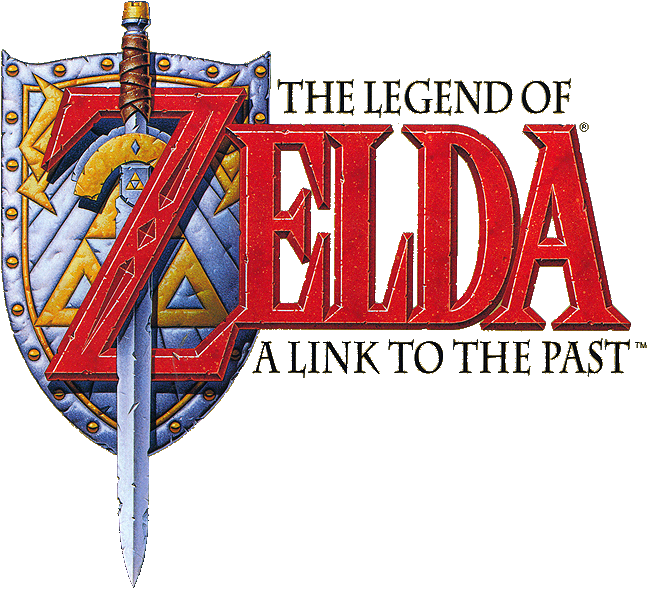 THE LEGEND OF
ZELDA®
A LINK TO THE PAST™